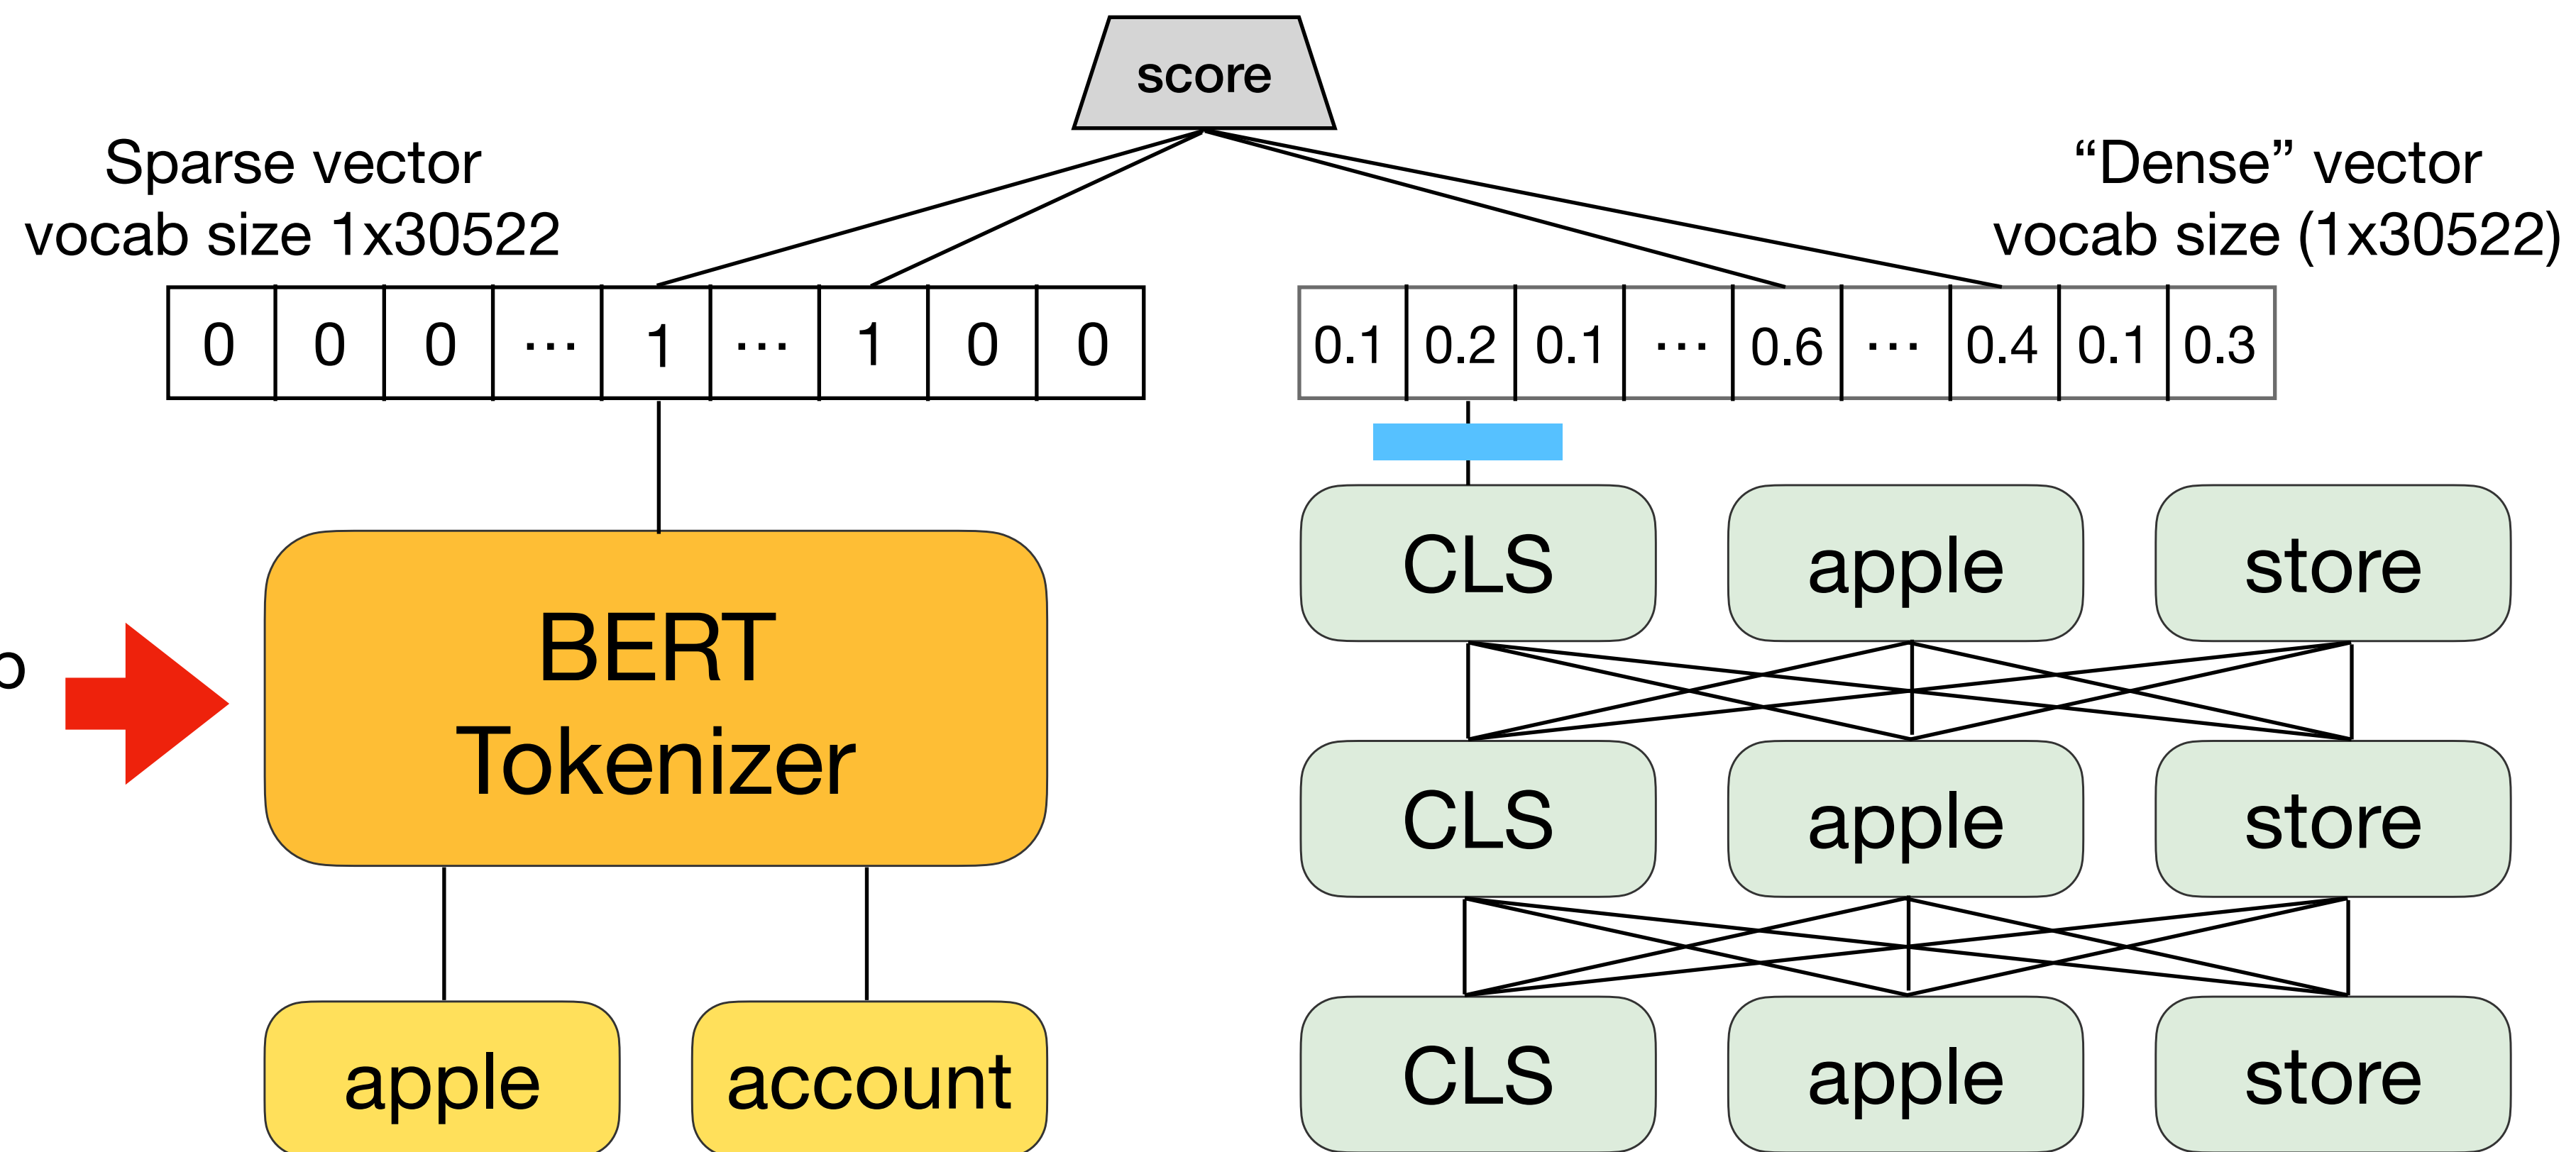 score
Sparse vector
vocab size 1x30522
“Dense” vector
vocab size (1x30522)
0 0 0 ... 1 ... 1 0 0
0.1 0.2 0.1 ... 0.6 ... 0.4 0.1 0.3
BERT
Tokenizer
apple account
CLS apple store
CLS apple store
CLS apple store